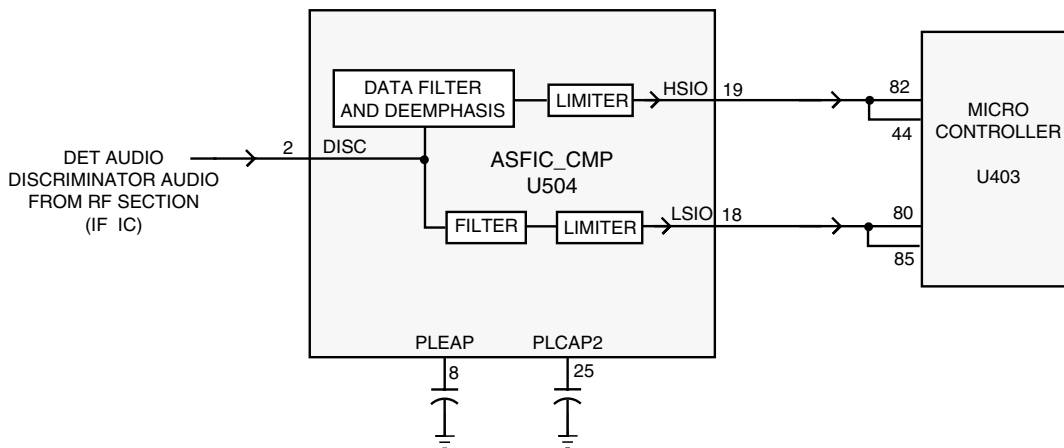 DATA FILTER
AND DEEMPHASIS
LIMITER
HSIO
19
82
44
MICRO
CONTROLLER
U403
2
DISC
DET AUDIO
DISCRIMINATOR AUDIO
FROM RF SECTION
(IF IC)
ASFIC_CMP
U504
FILTER
LIMITER
LSIO
18
80
85
PLEAP
8
PLCAP2
25